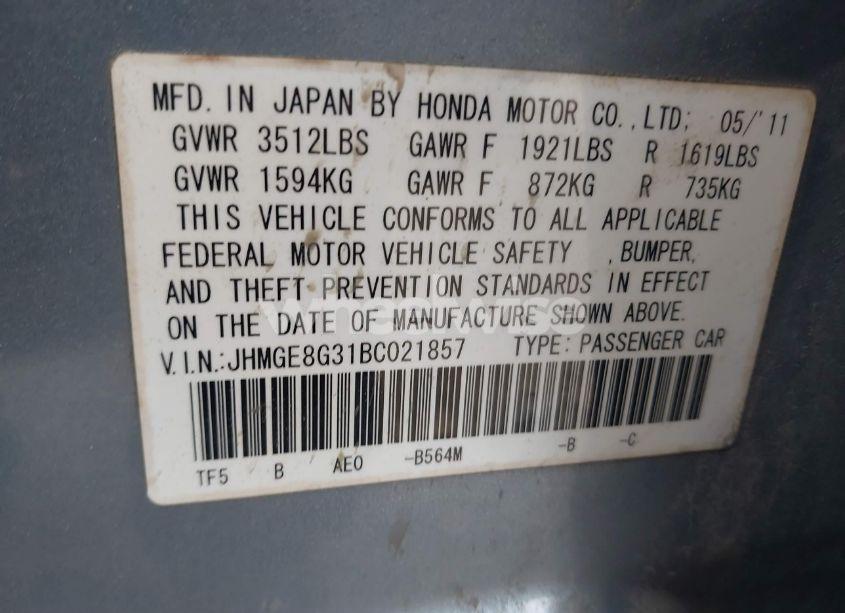 MFD. IN JAPAN BY HONDA MOTOR CO., LTD; 05/'11
GVWR 3512LBS GAWR F 1921LBS R 1619LBS
GVWR 1594KG GAWR F 872KG R 735KG
THIS VEHICLE CONFORMS TO ALL APPLICABLE
FEDERAL MOTOR VEHICLE SAFETY , BUMPER,
AND THEFT PREVENTION STANDARDS IN EFFECT
ON THE DATE OF MANUFACTURE SHOWN ABOVE.
V.I.N.:JHMGE8G31BC021857 TYPE: PASSENGER CAR
TF5 B AE0 -B564M -B -C